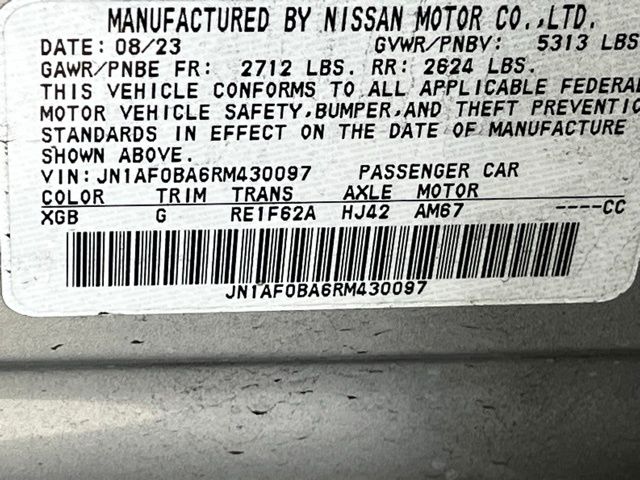 MANUFACTURED BY NISSAN MOTOR CO.,LTD.
DATE: 08/23 GVWR/PNBV: 5313 LBS
GAWR/PNBE FR: 2712 LBS. RR: 2624 LBS.
THIS VEHICLE CONFORMS TO ALL APPLICABLE FEDERAL
MOTOR VEHICLE SAFETY,BUMPER,AND THEFT PREVENTIO
STANDARDS IN EFFECT ON THE DATE OF MANUFACTURE
SHOWN ABOVE.
VIN:JN1AF0BA6RM430097 PASSENGER CAR
COLOR TRIM TRANS AXLE MOTOR
XGB G RE1F62A HJ42 AM67 ----CC
JN1AF0BA6RM430097